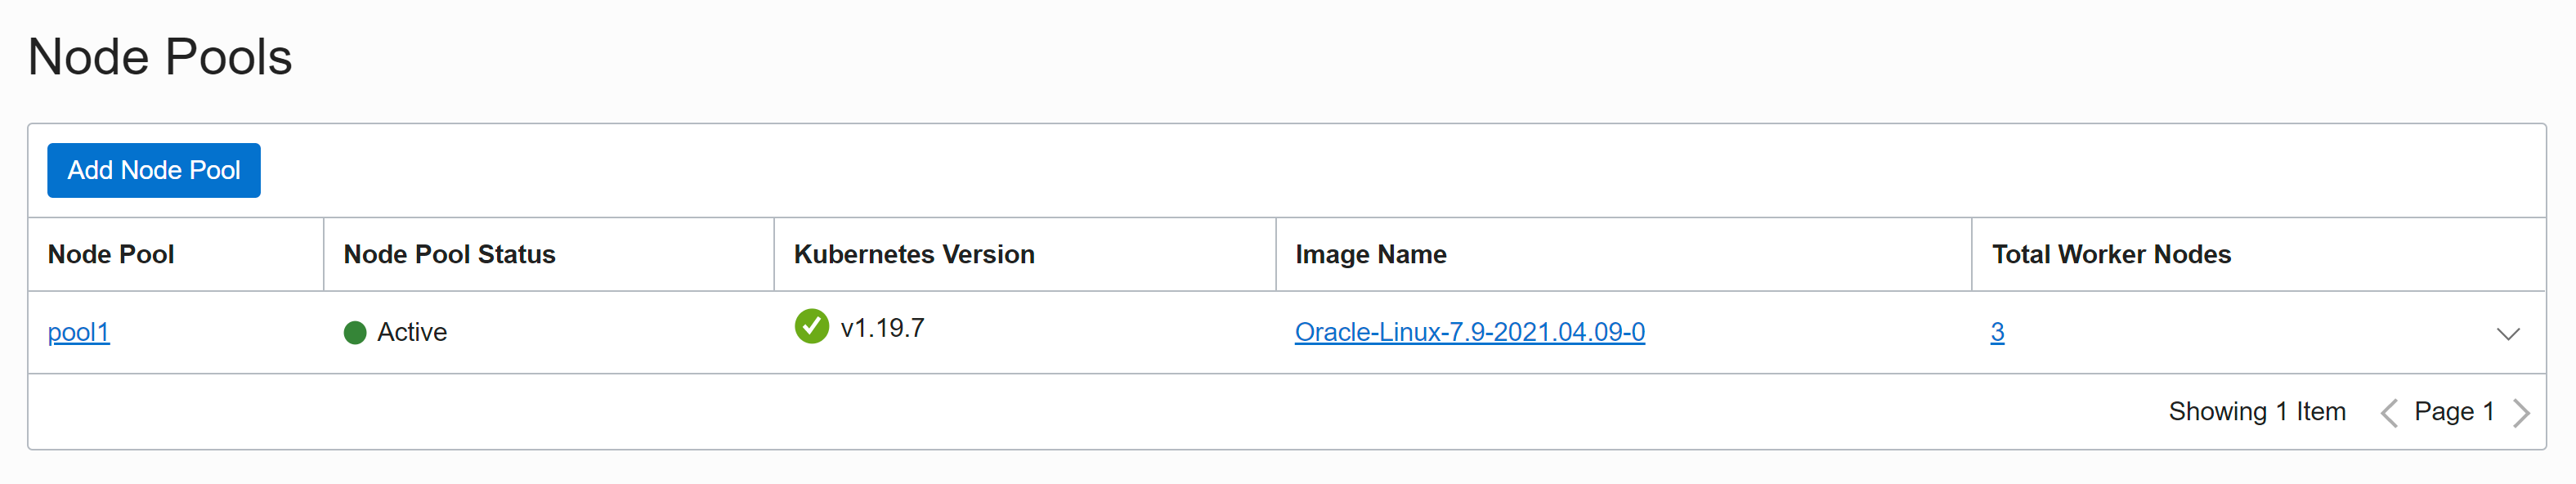 Node Pools
Add Node Pool
Node Pool Node Pool Status Kubernetes Version Image Name Total Worker Nodes
pool1 Active v1.19.7 Oracle-Linux-7.9-2021.04.09-0 3
Showing 1 Item Page 1